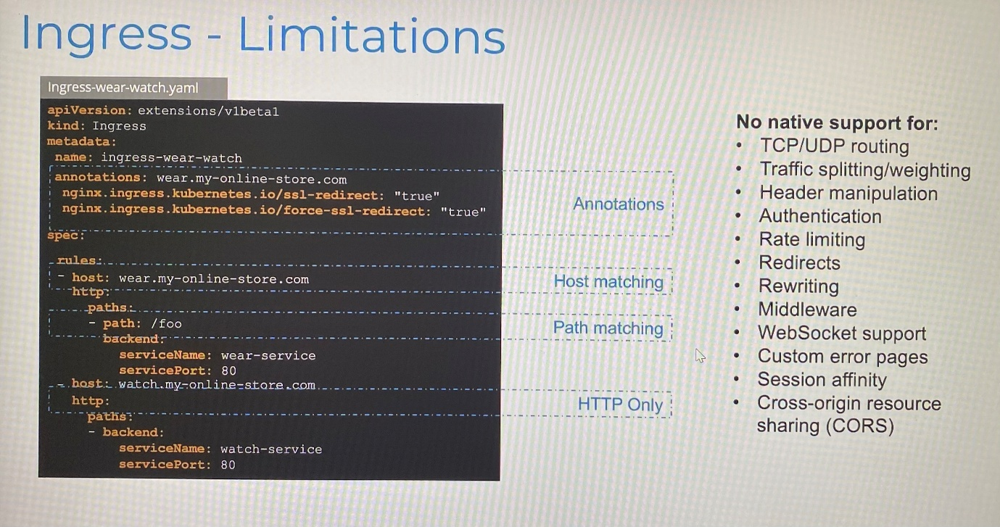 Ingress - Limitations
Ingress-wear-watch.yaml
apiVersion: extensions/v1beta1
kind: Ingress
metadata:
name: ingress-wear-watch
annotations: wear.my-online-store.com
nginx.ingress.kubernetes.io/ssl-redirect: "true"
nginx.ingress.kubernetes.io/force-ssl-redirect: "true"
spec:
rules:
- host: wear.my-online-store.com
http:
paths:
- path: /foo
backend:
serviceName: wear-service
servicePort: 80
- host: watch.my-online-store.com
http:
paths:
- backend:
serviceName: watch-service
servicePort: 80
Annotations
Host matching
Path matching
HTTP Only
No native support for:
• TCP/UDP routing
• Traffic splitting/weighting
• Header manipulation
• Authentication
• Rate limiting
• Redirects
• Rewriting
• Middleware
• WebSocket support
• Custom error pages
• Session affinity
• Cross-origin resource
sharing (CORS)